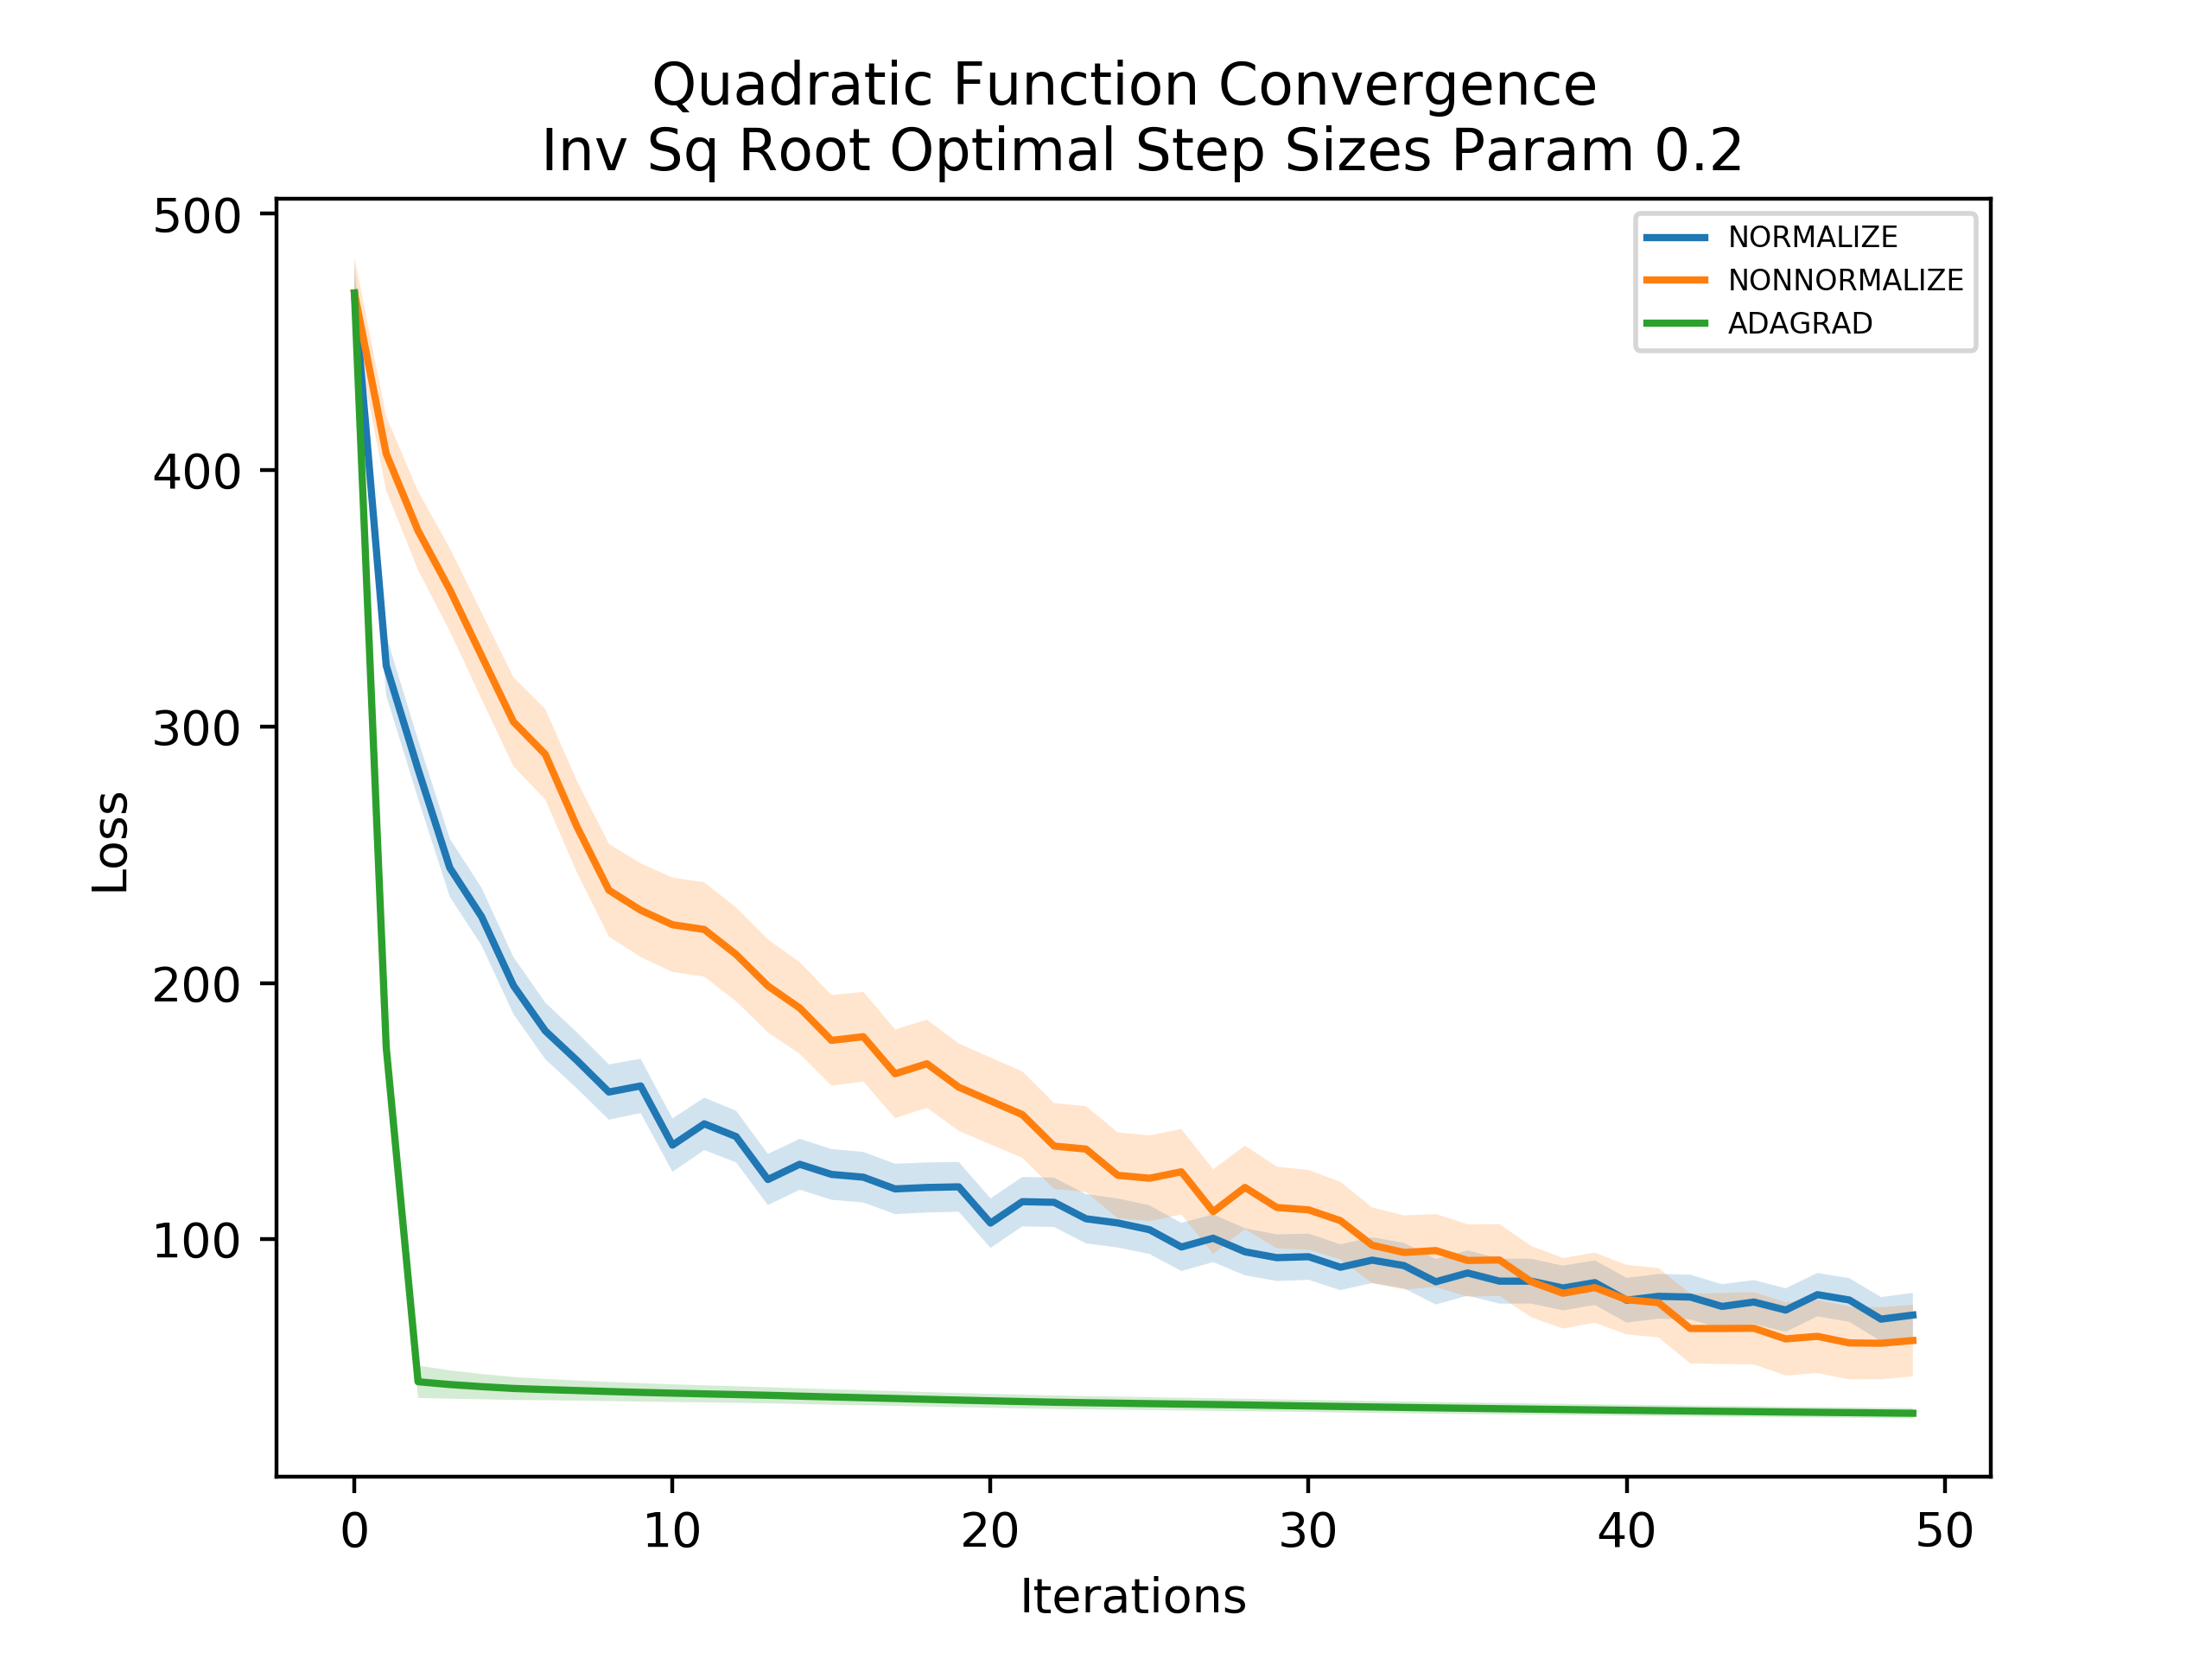 Quadratic Function Convergence
Inv Sq Root Optimal Step Sizes Param 0.2
500
400
300
200
100
Loss
NORMALIZE
NONNORMALIZE
ADAGRAD
0 10 20 30 40 50
Iterations